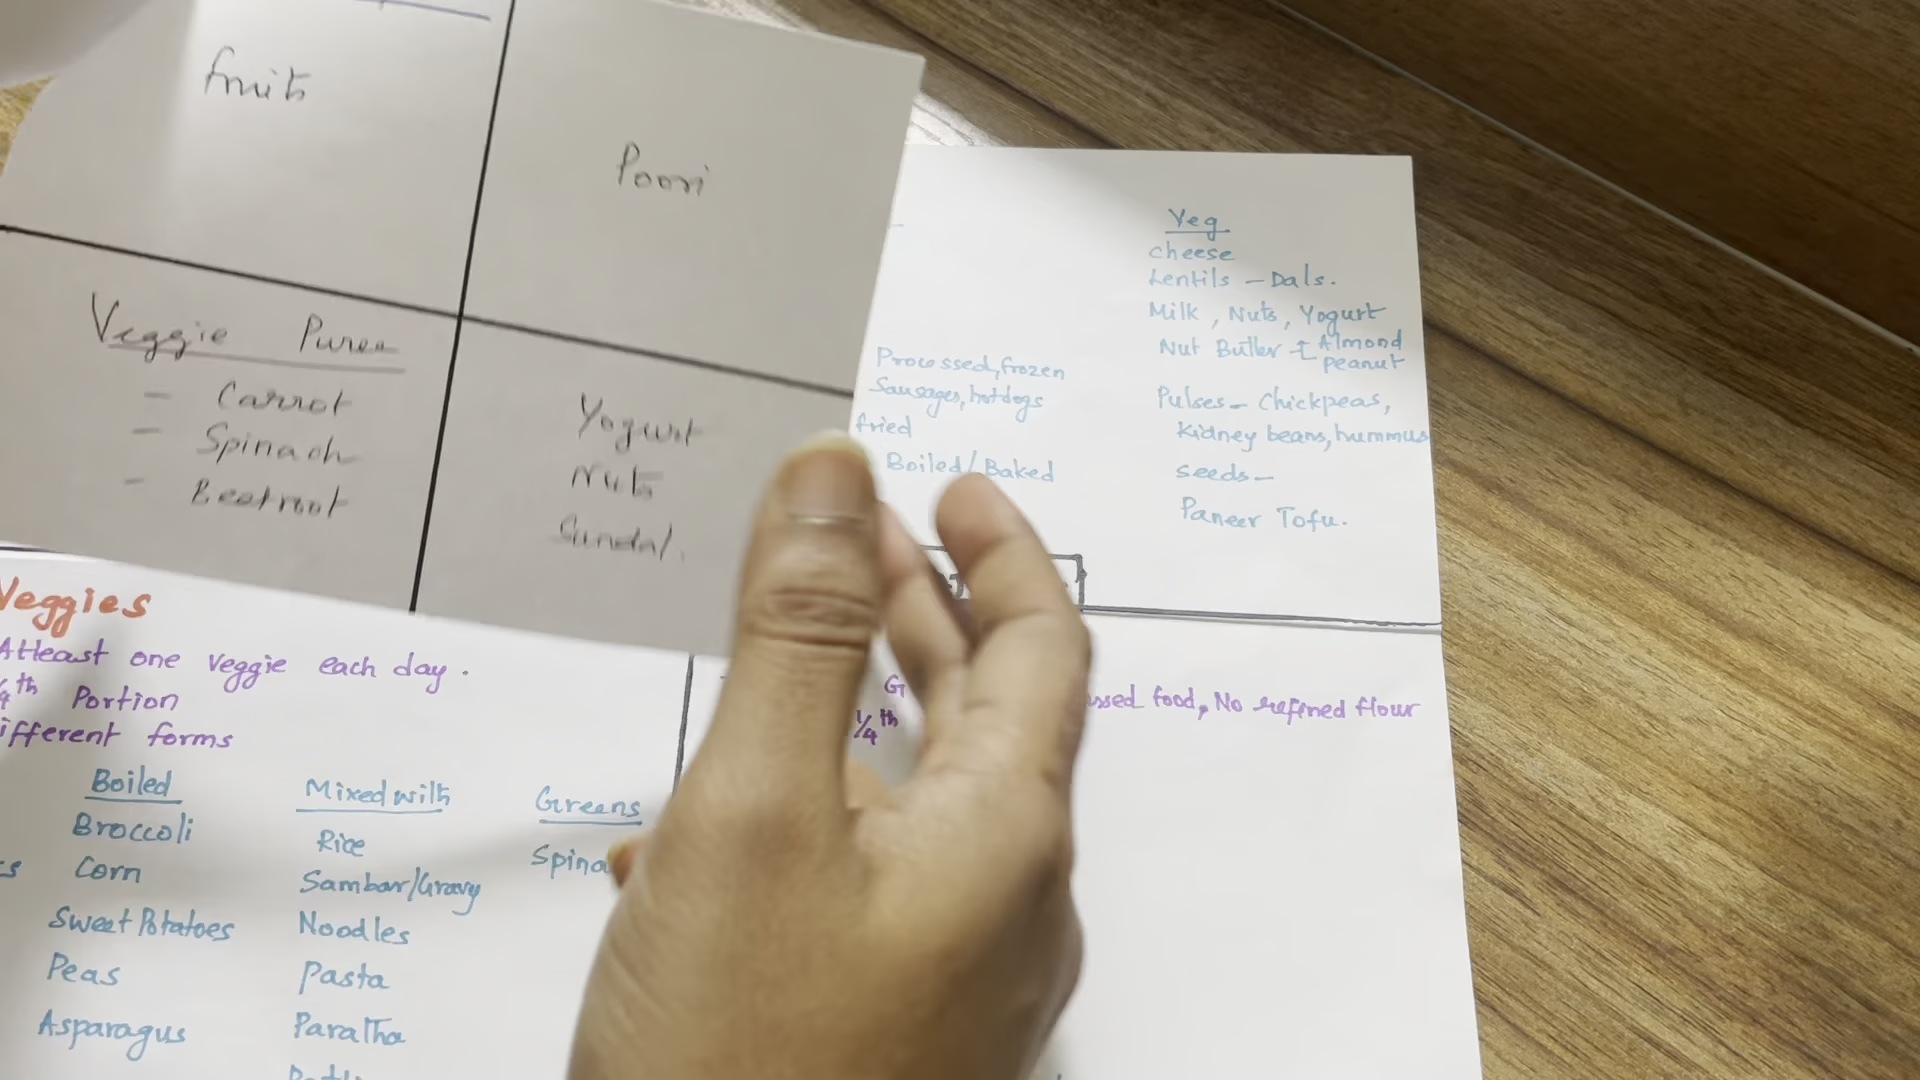 fruits
Poori
Veggie Puree
- Carrot
- Spinach
- Beetroot
Yogurt
Nuts
Sundal.
Processed, frozen
Sausages, hotdogs
fried
Boiled/Baked
Veg
cheese
Lentils - Dals.
Milk, Nuts, Yogurt
Nut Butter - [Almond
peanut
Pulses - Chickpeas,
Kidney beans, hummus
seeds -
Paneer Tofu.
Veggies
Atleast one veggie each day.
Portion
ifferent forms
Boiled
Broccoli
Corn
Sweet Potatoes
Peas
Asparagus
Mixed with
Rice
Sambar/Gravy
Noodles
Pasta
Paratha
Greens
Spina
G
food, No refined flour
1/4th